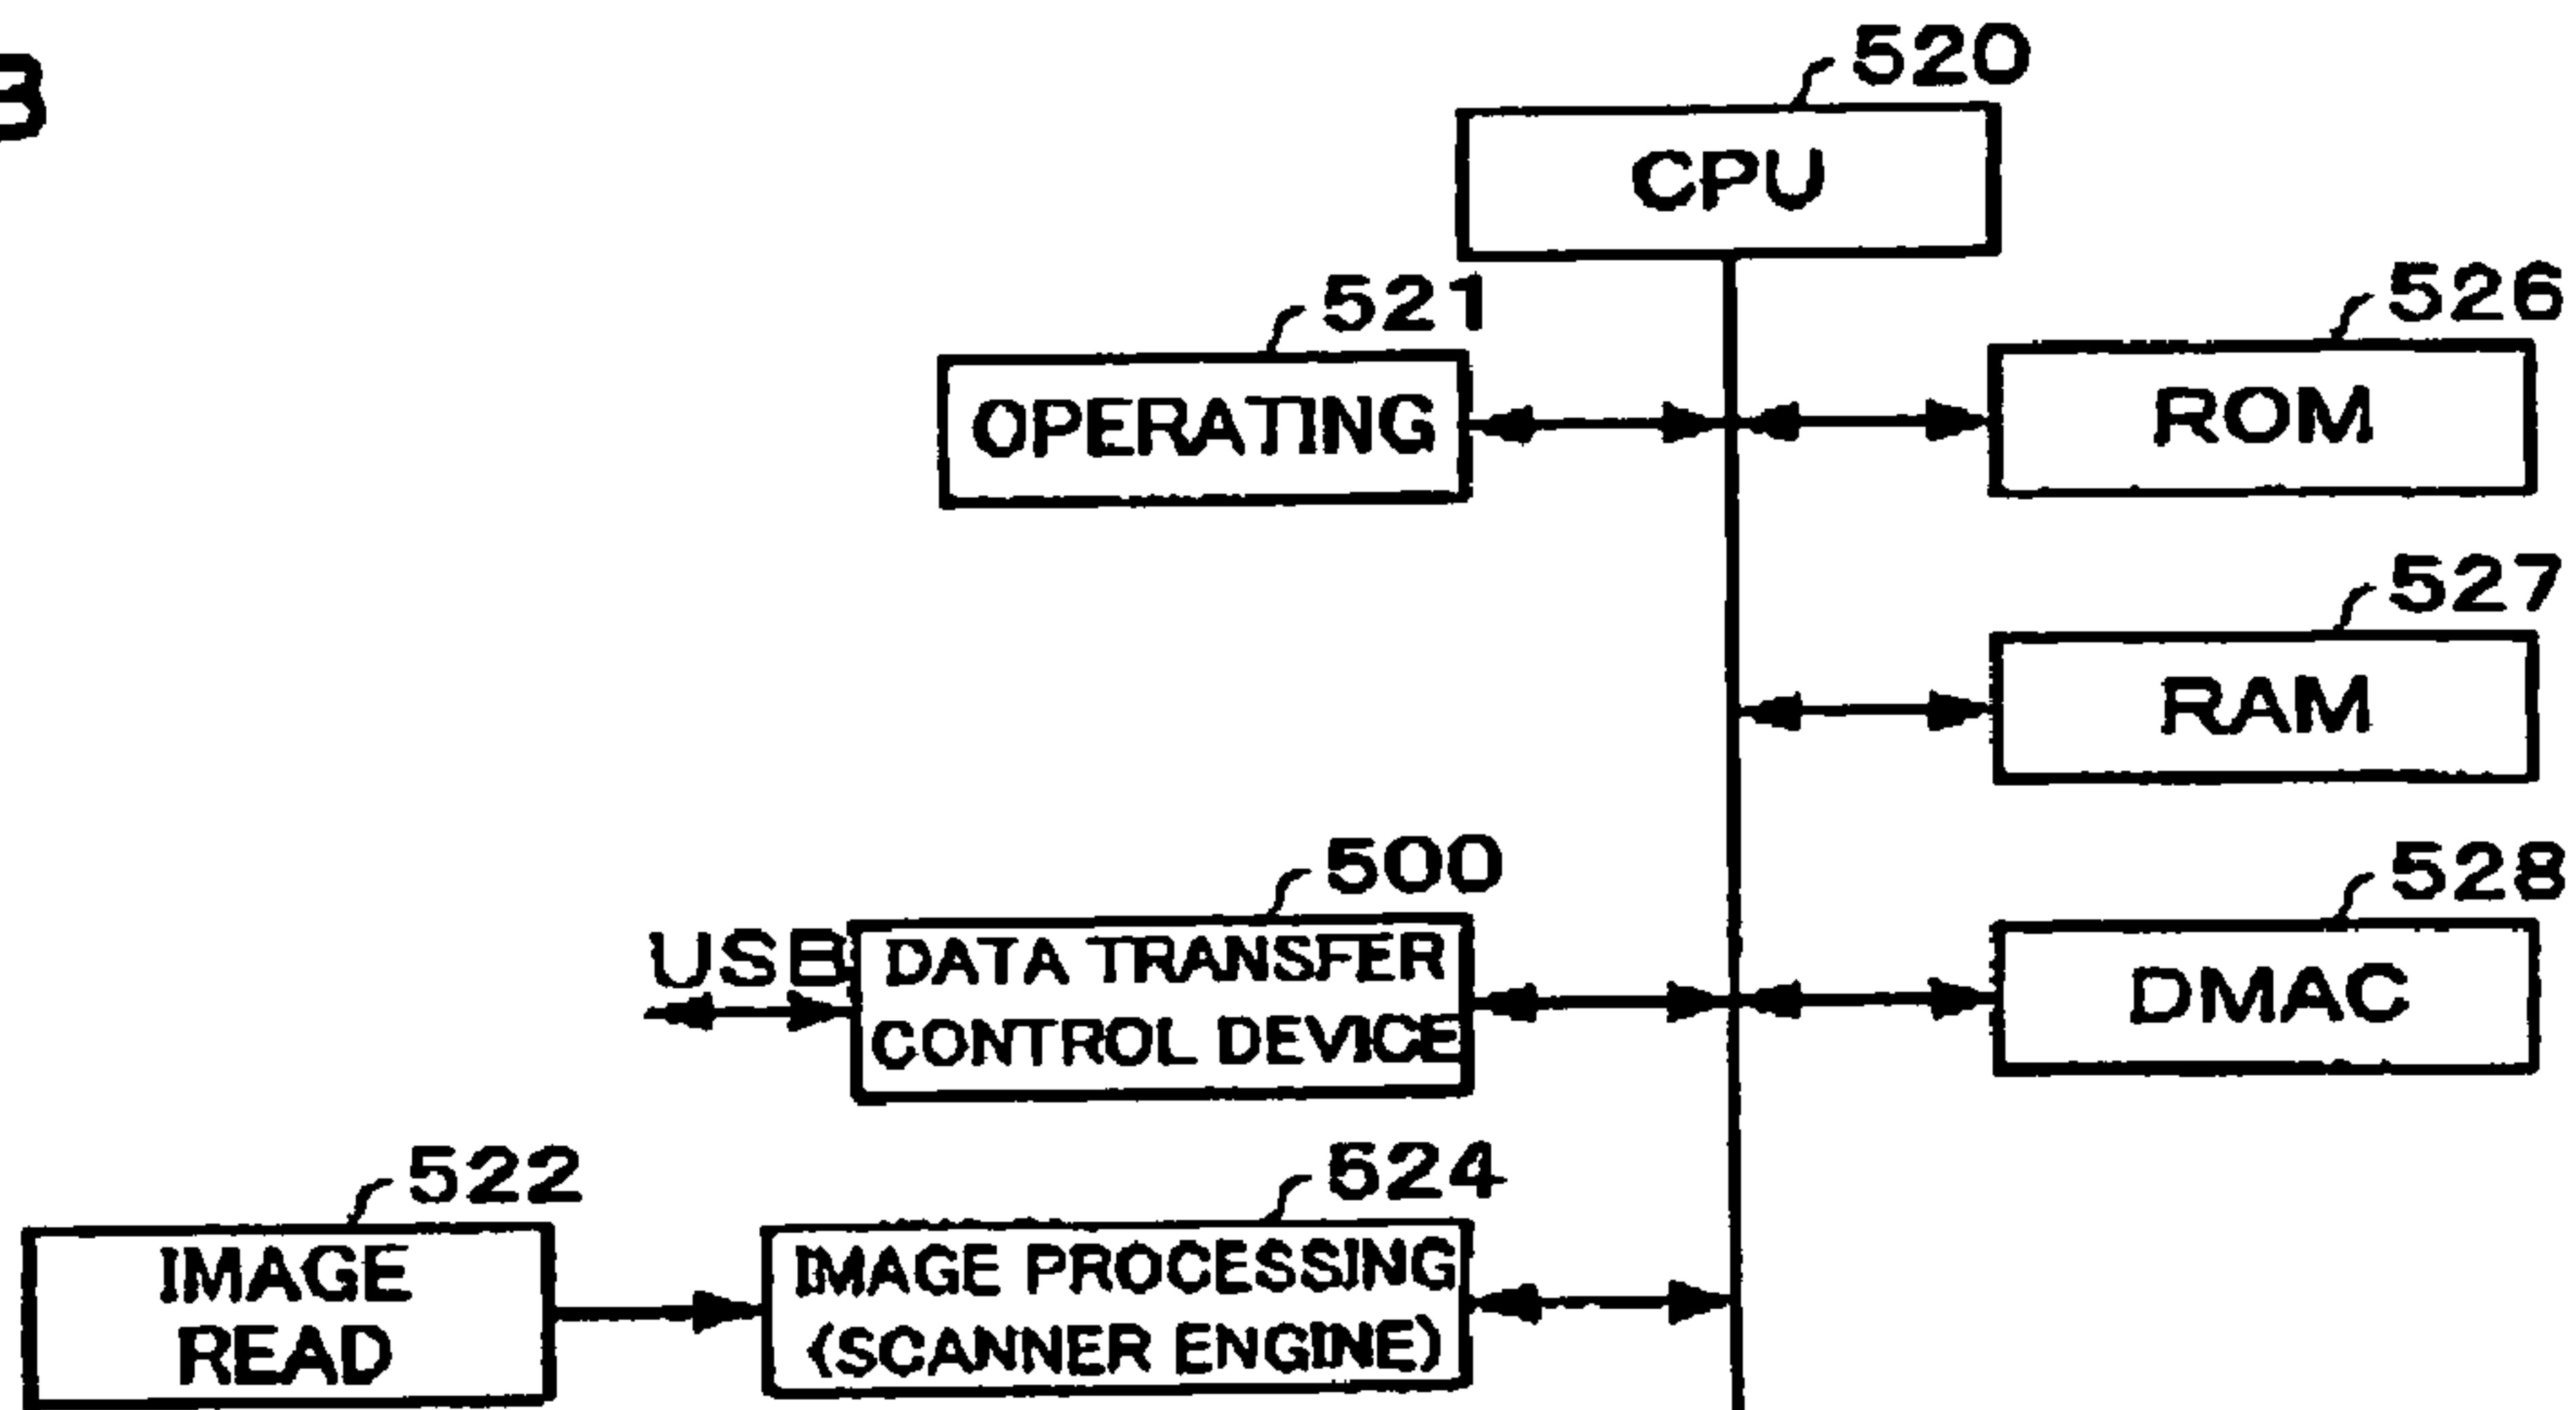 B
520
CPU
521
OPERATING
526
ROM
527
RAM
500
USB
DATA TRANSFER
CONTROL DEVICE
528
DMAC
522
IMAGE
READ
524
IMAGE PROCESSING
(SCANNER ENGINE)